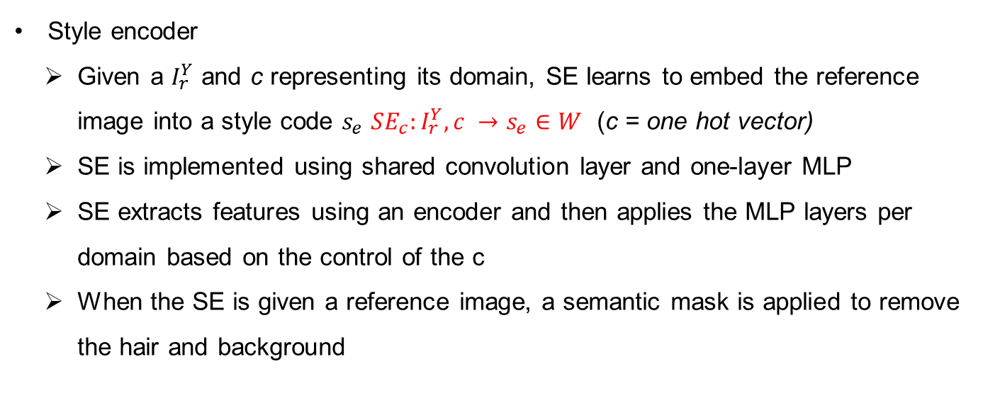 • Style encoder
➢ Given a $I_r^Y$ and c representing its domain, SE learns to embed the reference
image into a style code $s_e$ $SE_c: I_r^Y, c \rightarrow s_e \in W$ (c = one hot vector)
➢ SE is implemented using shared convolution layer and one-layer MLP
➢ SE extracts features using an encoder and then applies the MLP layers per
domain based on the control of the c
➢ When the SE is given a reference image, a semantic mask is applied to remove
the hair and background